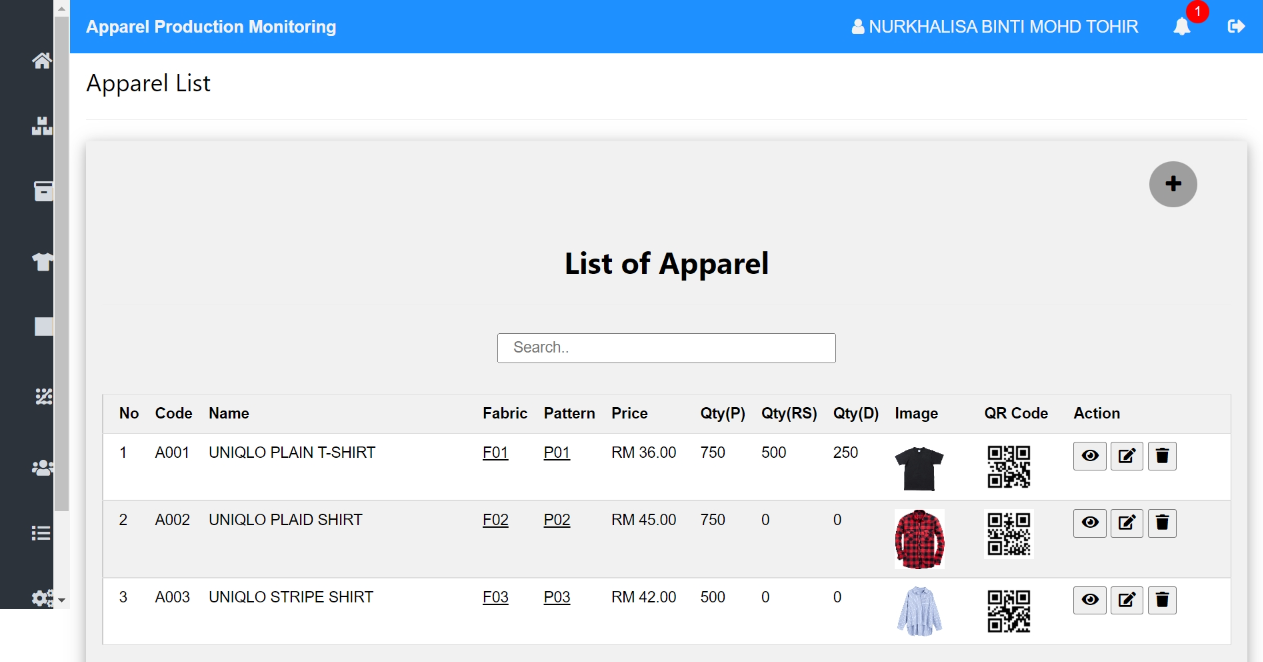 Apparel Production Monitoring NURKHALISA BINTI MOHD TOHIR 1
Apparel List
List of Apparel
Search..
No Code Name Fabric Pattern Price Qty(P) Qty(RS) Qty(D) Image QR Code Action
1 A001 UNIQLO PLAIN T-SHIRT F01 P01 RM 36.00 750 500 250
2 A002 UNIQLO PLAID SHIRT F02 P02 RM 45.00 750 0 0
3 A003 UNIQLO STRIPE SHIRT F03 P03 RM 42.00 500 0 0